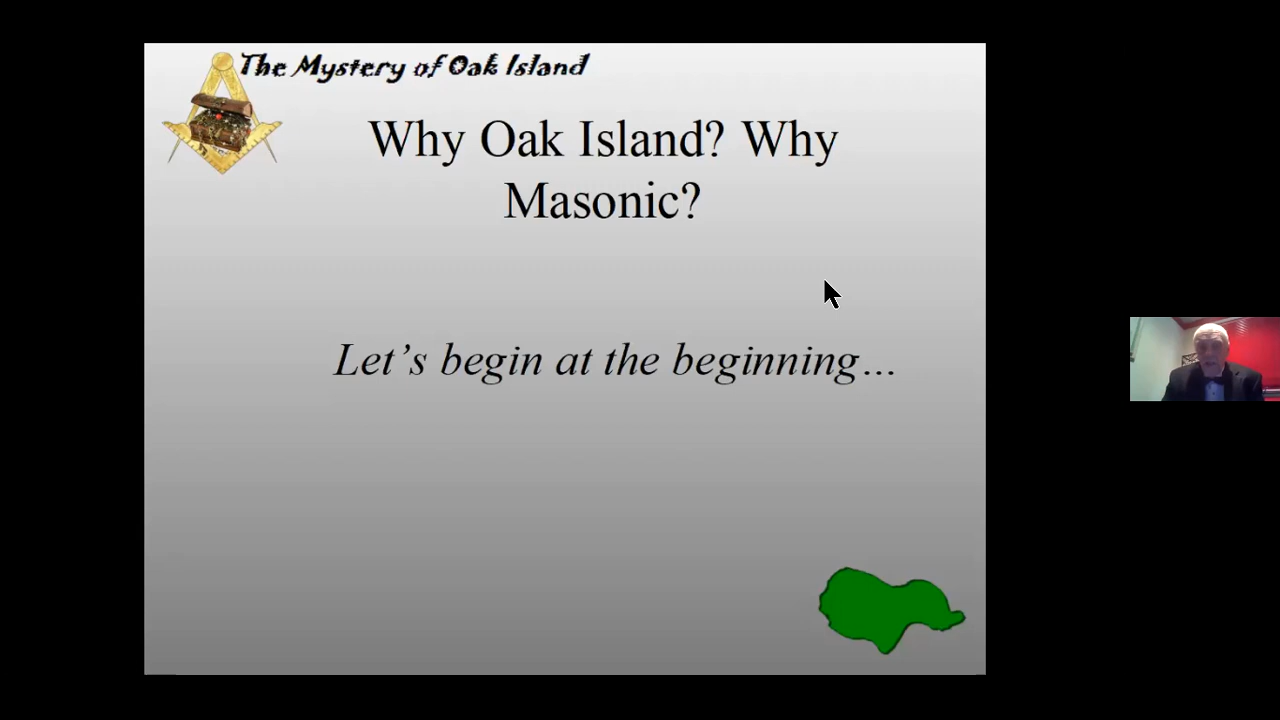 The Mystery of Oak Island
Why Oak Island? Why
Masonic?
Let’s begin at the beginning…